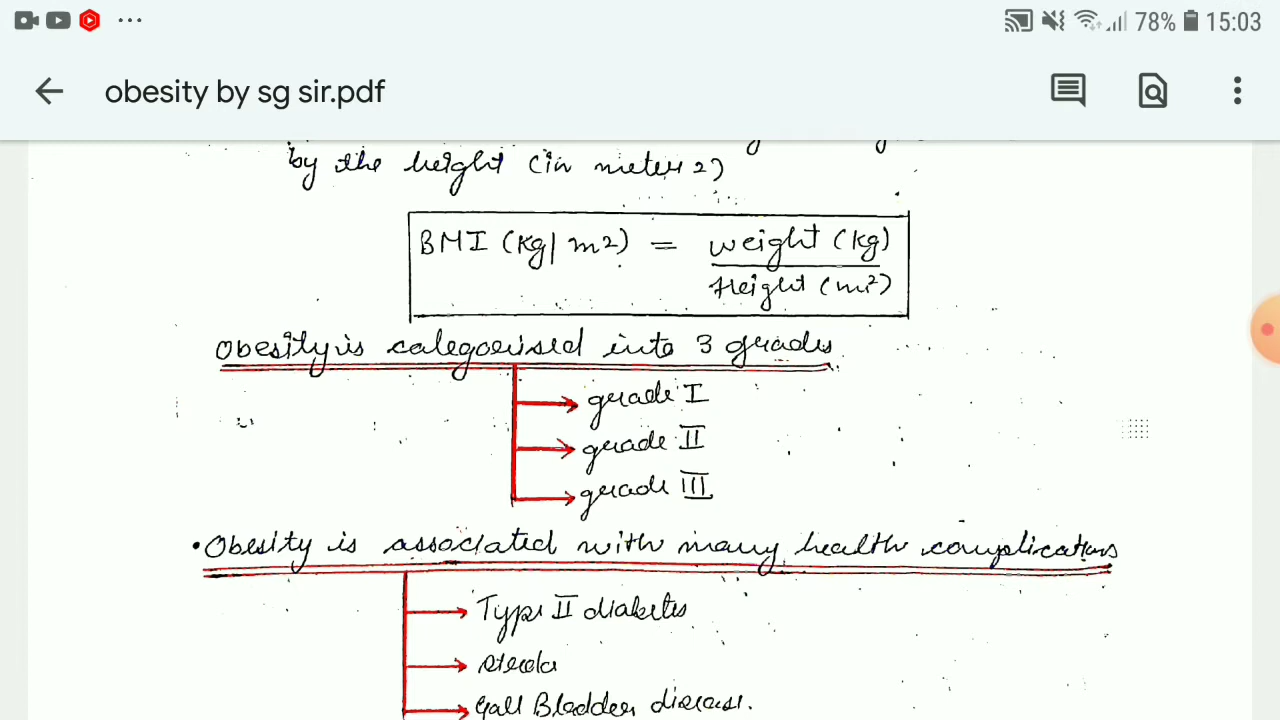 78% 15:03
obesity by sg sir.pdf
by the height (in meter 2)
BMI (Kg/m2) = weight (kg)
Height (m²)
Obesity is categorised into 3 grades
grade I
grade II
grade III
• Obesity is associated with many health complications
Type II diabetes
Gall Bladder disease.